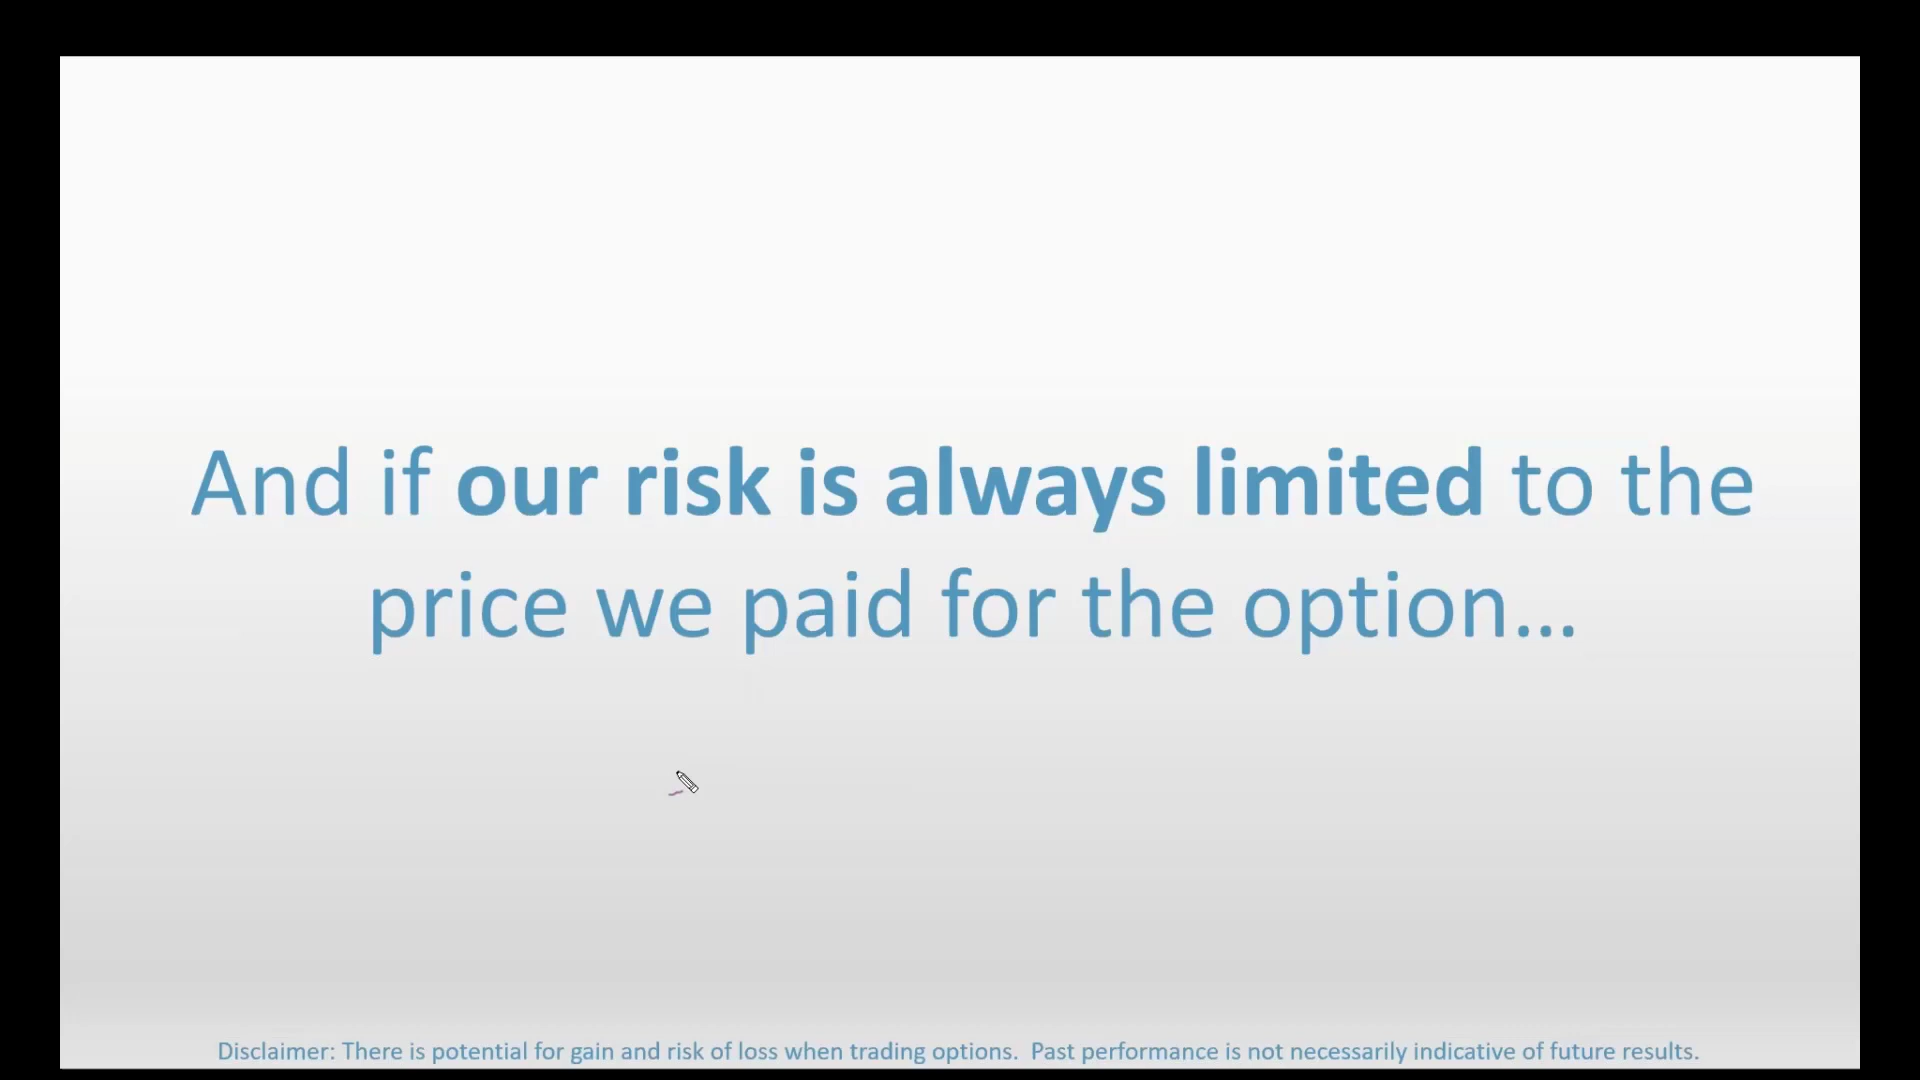 And if our risk is always limited to the
price we paid for the option...
Disclaimer: There is potential for gain and risk of loss when trading options.  Past performance is not necessarily indicative of future results.